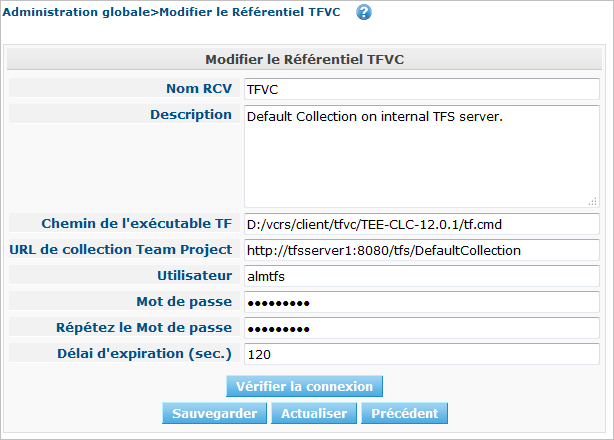 Administration globale>Modifier le Référentiel TFVC ?
Modifier le Référentiel TFVC
Nom RCV TFVC
Description Default Collection on internal TFS server.
Chemin de l'exécutable TF D:/vcrs/client/tfvc/TEE-CLC-12.0.1/tf.cmd
URL de collection Team Project http://tfsserver1:8080/tfs/DefaultCollection
Utilisateur almtfs
Mot de passe •••••••••
Répétez le Mot de passe •••••••••
Délai d'expiration (sec.) 120
Vérifier la connexion
Sauvegarder Actualiser Précédent